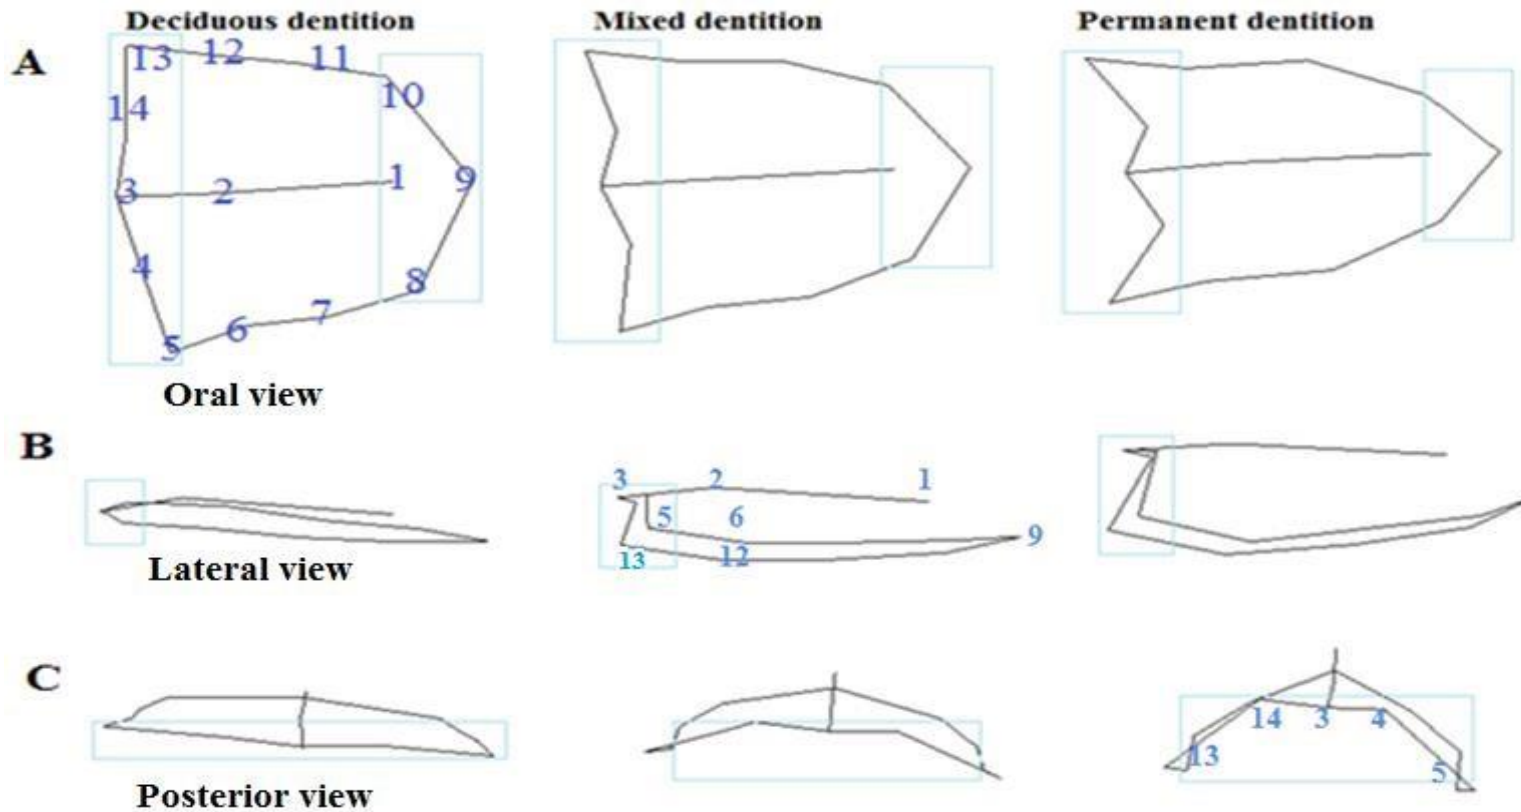 Deciduous dentition Mixed dentition Permanent dentition
A
13 12 11
10
14
3 2 1 9
4
8
7
6
5
Oral view
B
3 2 1
5 6
9
13 12
Lateral view
C
14 3 4
13
5
Posterior view